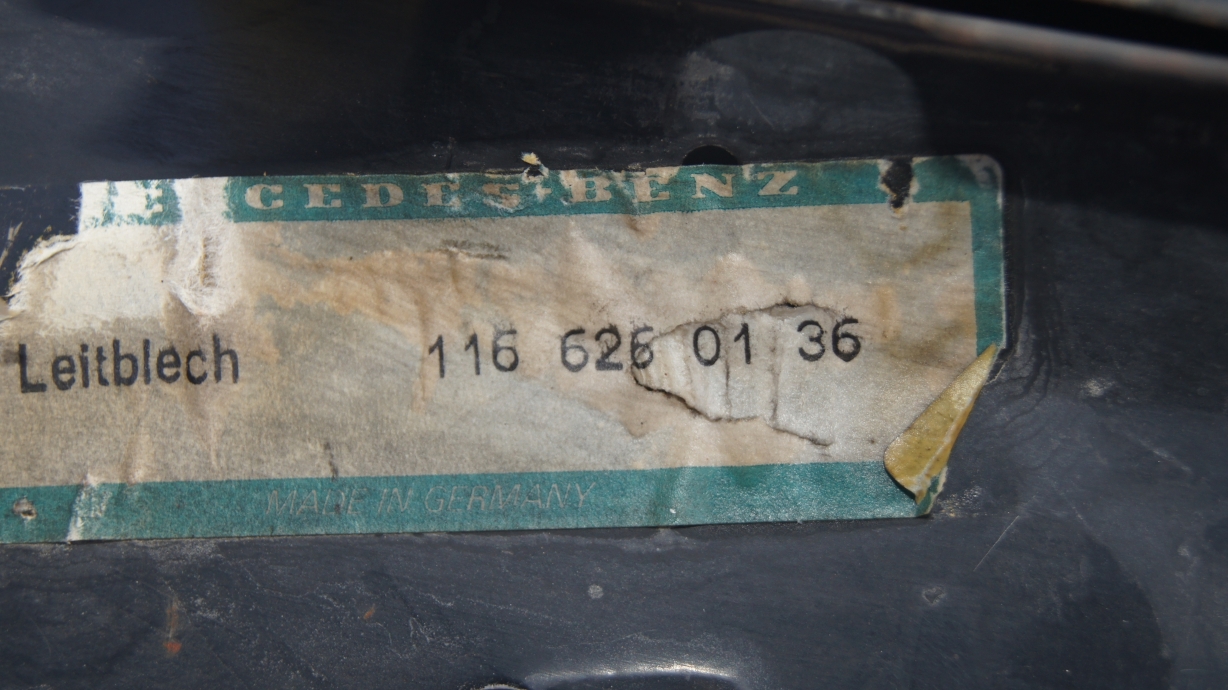 CEDES-BENZ
Leitblech 116 626 01 36
MADE IN GERMANY